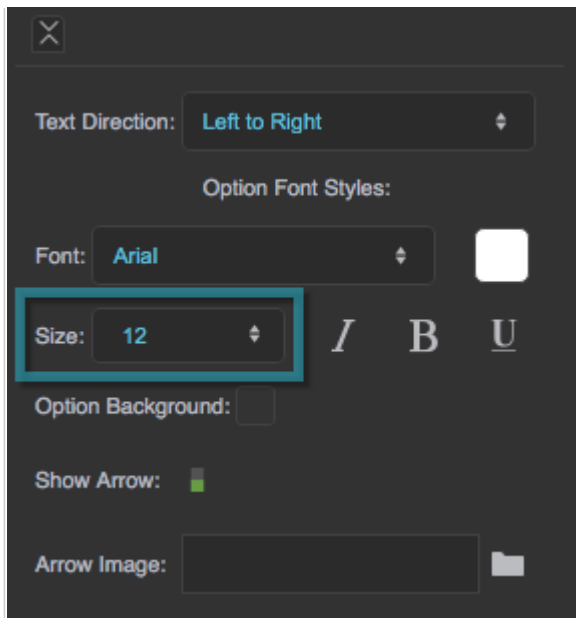 Text Direction: Left to Right
Option Font Styles:
Font: Arial
Size: 12 I B U
Option Background:
Show Arrow:
Arrow Image: